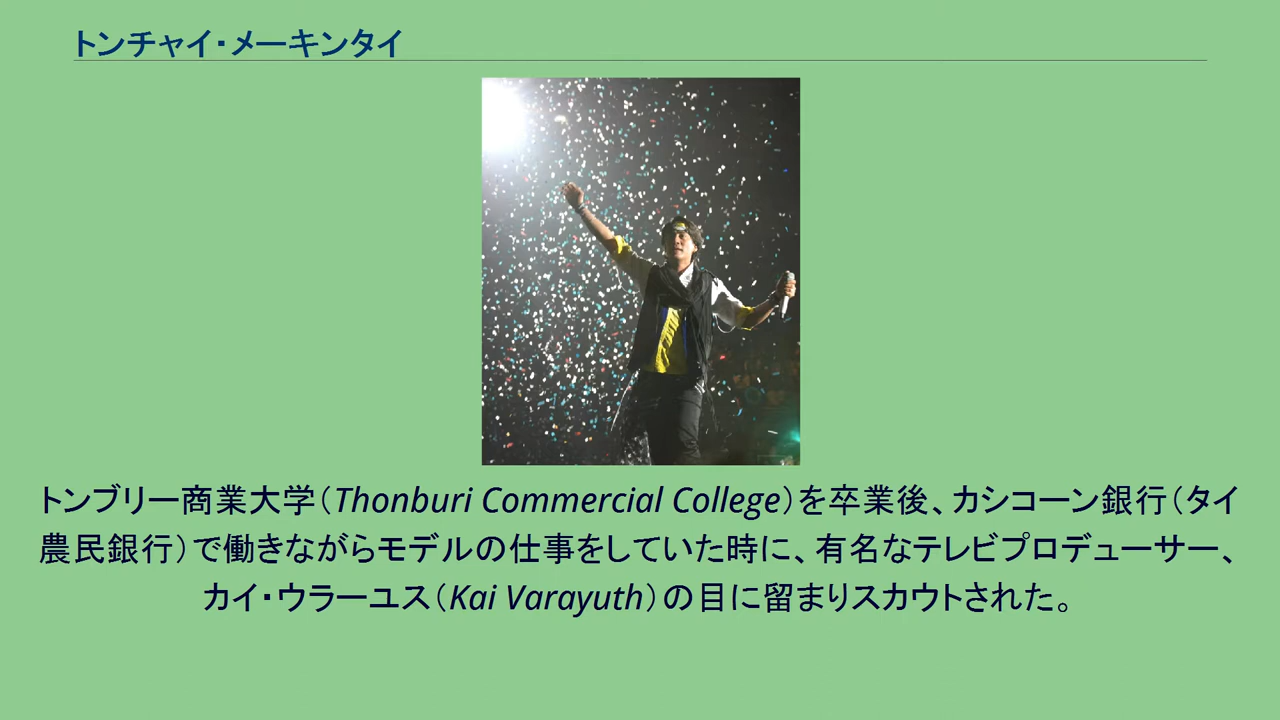 トンチャイ・メーキンタイ
トンブリー商業大学（Thonburi Commercial College）を卒業後、カシコーン銀行（タイ
農民銀行）で働きながらモデルの仕事をしていた時に、有名なテレビプロデューサー、
カイ・ウラーユス（Kai Varayuth）の目に留まりスカウトされた。